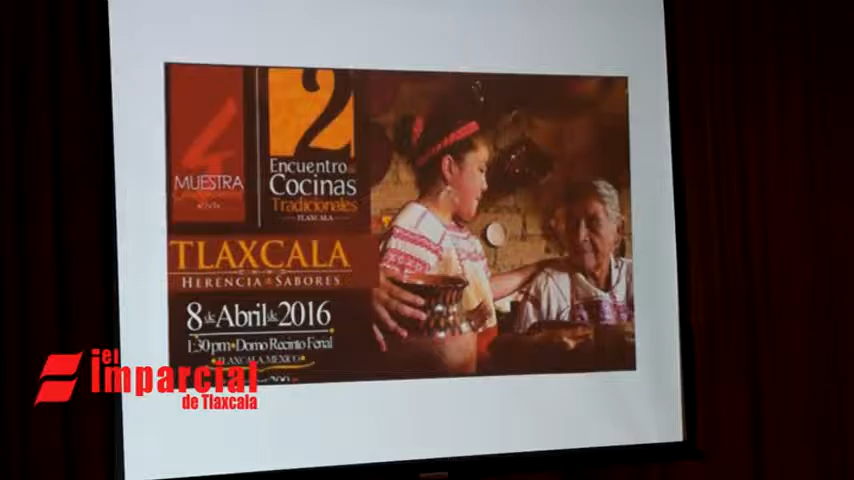 4
MUESTRA
2
Encuentro de
Cocinas
Tradicionales
TLAXCALA
TLAXCALA
HERENCIA & SABORES
8 de Abril de 2016
1:30 pm • Domo Recinto Ferial
TLAXCALA, MÉXICO
el
imparcial
de Tlaxcala